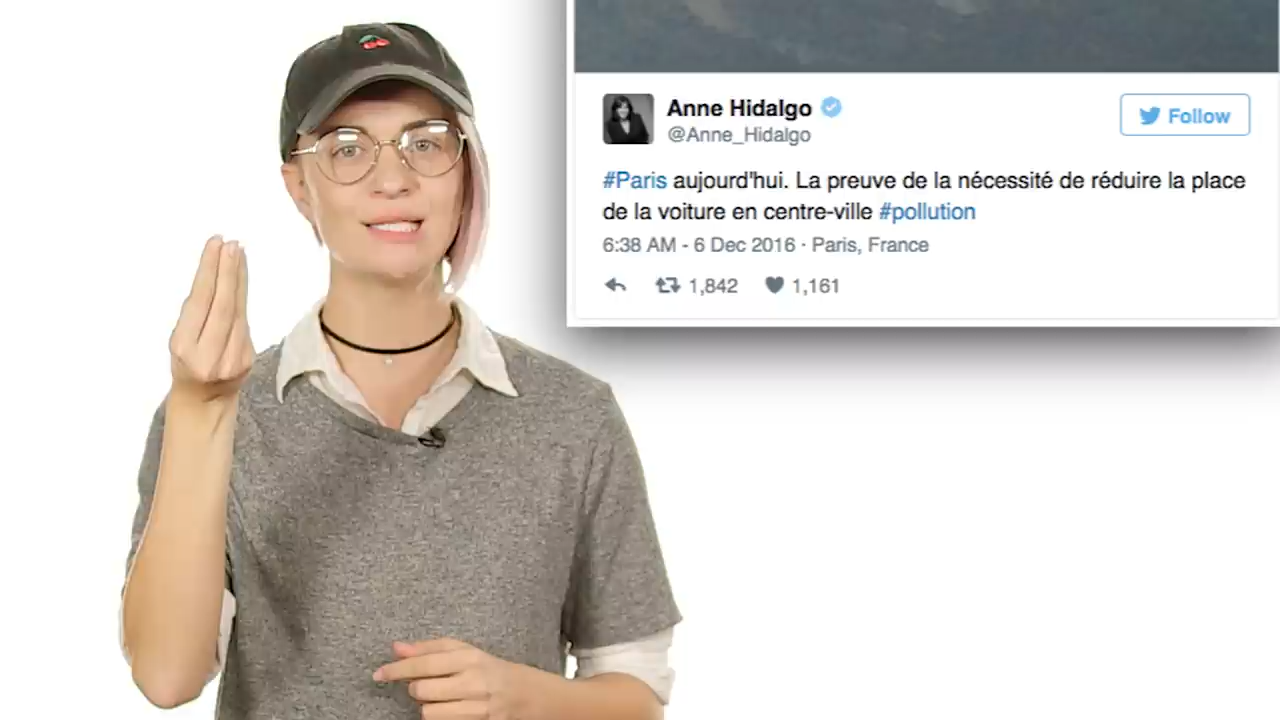 Anne Hidalgo
@Anne_Hidalgo
Follow
#Paris aujourd'hui. La preuve de la nécessité de réduire la place
de la voiture en centre-ville #pollution
6:38 AM - 6 Dec 2016 · Paris, France
1,842 1,161